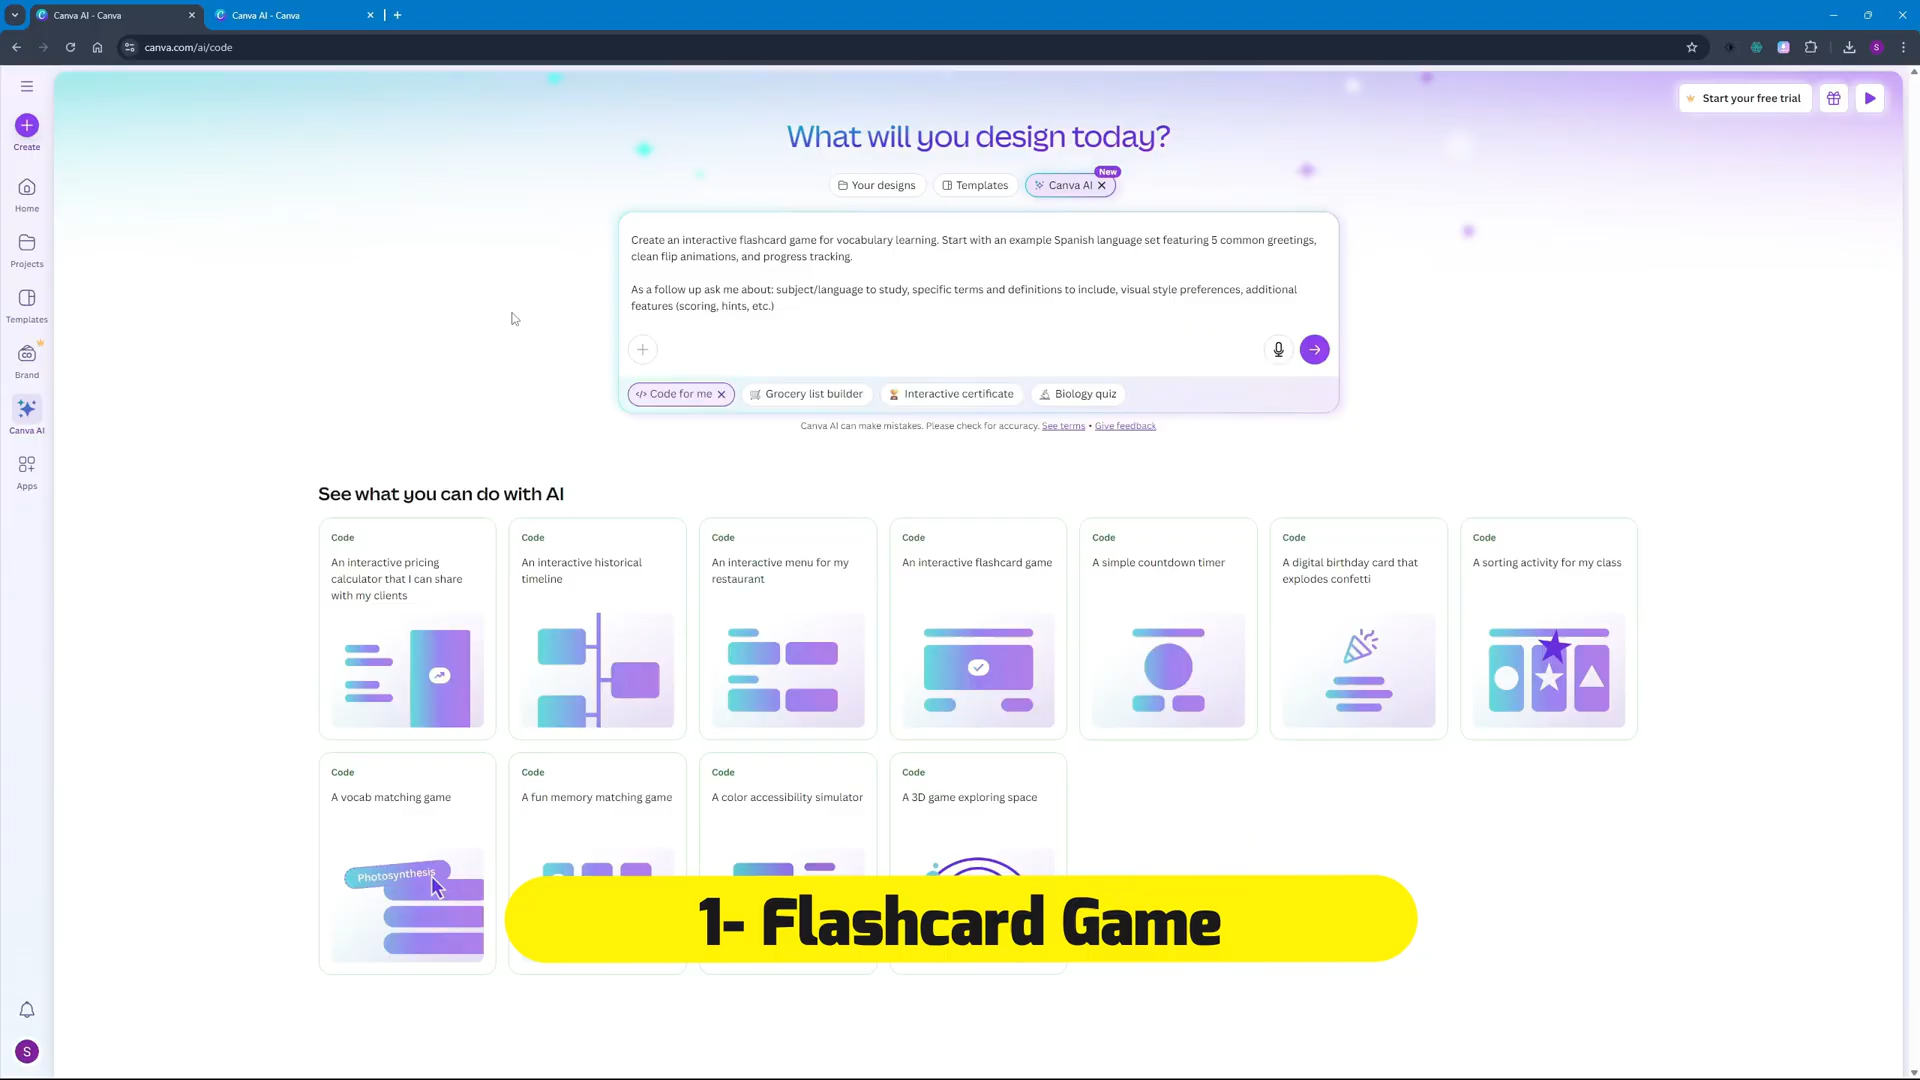 Canva AI - Canva
Canva AI - Canva
canva.com/ai/code
S
Start your free trial
Create
Home
Projects
Templates
CO
Brand
Canva AI
Apps
S
What will you design today?
Your designs
Templates
Canva AI
New
Create an interactive flashcard game for vocabulary learning. Start with an example Spanish language set featuring 5 common greetings,
clean flip animations, and progress tracking.
As a follow up ask me about: subject/language to study, specific terms and definitions to include, visual style preferences, additional
features (scoring, hints, etc.)
</> Code for me
Grocery list builder
Interactive certificate
Biology quiz
Canva AI can make mistakes. Please check for accuracy. See terms • Give feedback
See what you can do with AI
Code
An interactive pricing
calculator that I can share
with my clients
Code
An interactive historical
timeline
Code
An interactive menu for my
restaurant
Code
An interactive flashcard game
Code
A simple countdown timer
Code
A digital birthday card that
explodes confetti
Code
A sorting activity for my class
Code
A vocab matching game
Photosynthesis
Code
A fun memory matching game
Code
A color accessibility simulator
Code
A 3D game exploring space
1- Flashcard Game